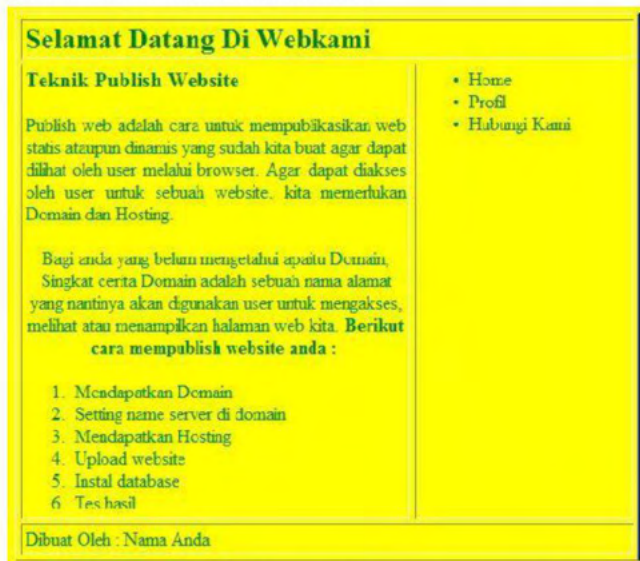 Selamat Datang Di Webkami
Teknik Publish Website
Publish web adalah cara untuk mempublikasikan web
statis ataupun dinamis yang sudah kita buat agar dapat
dilihat oleh user melalui browser. Agar dapat diakses
oleh user untuk sebuah website, kita memerlukan
Domain dan Hosting.
Bagi anda yang belum mengetahui apaitu Domain,
Singkat cerita Domain adalah sebuah nama alamat
yang nantinya akan digunakan user untuk mengakses,
melihat atau menampilkan halaman web kita. Berikut
cara mempublish website anda :
1. Mendapatkan Domain
2. Setting name server di domain
3. Mendapatkan Hosting
4. Upload website
5. Instal database
6. Tes hasil
• Home
• Profil
• Hubungi Kami
Dibuat Oleh : Nama Anda